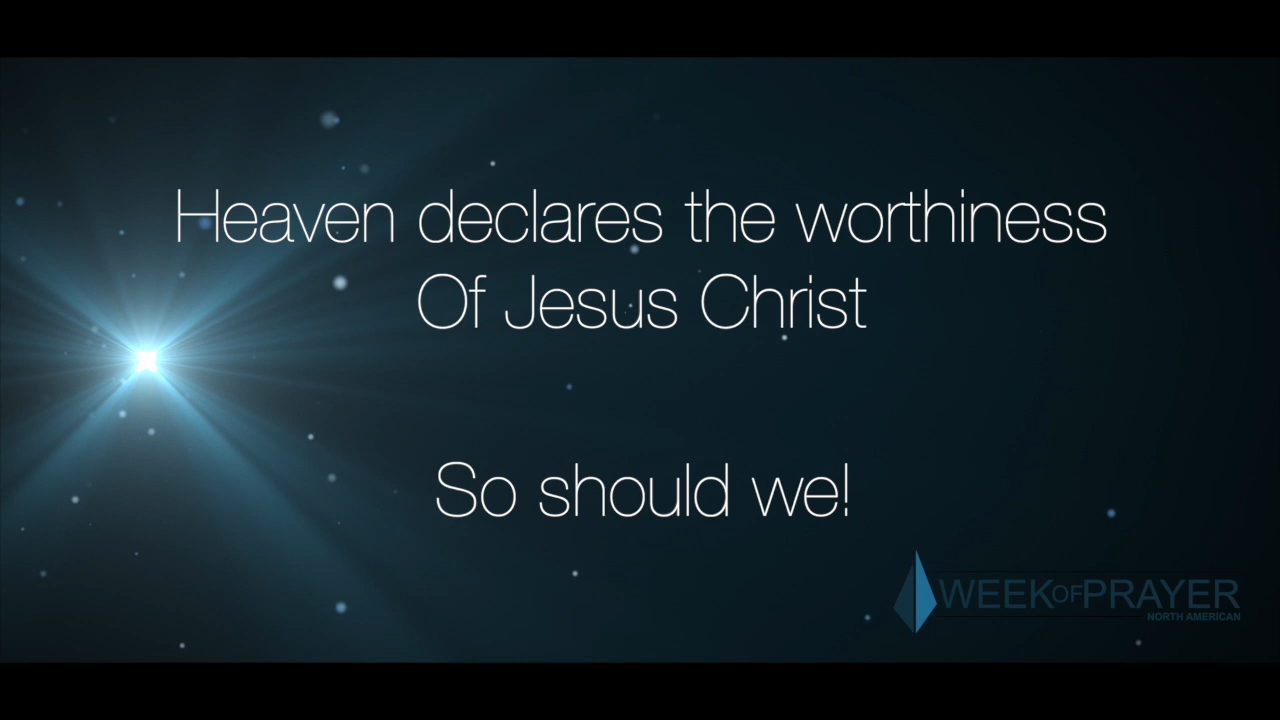 Heaven declares the worthiness
Of Jesus Christ
So should we!
WEEK OF PRAYER
NORTH AMERICAN